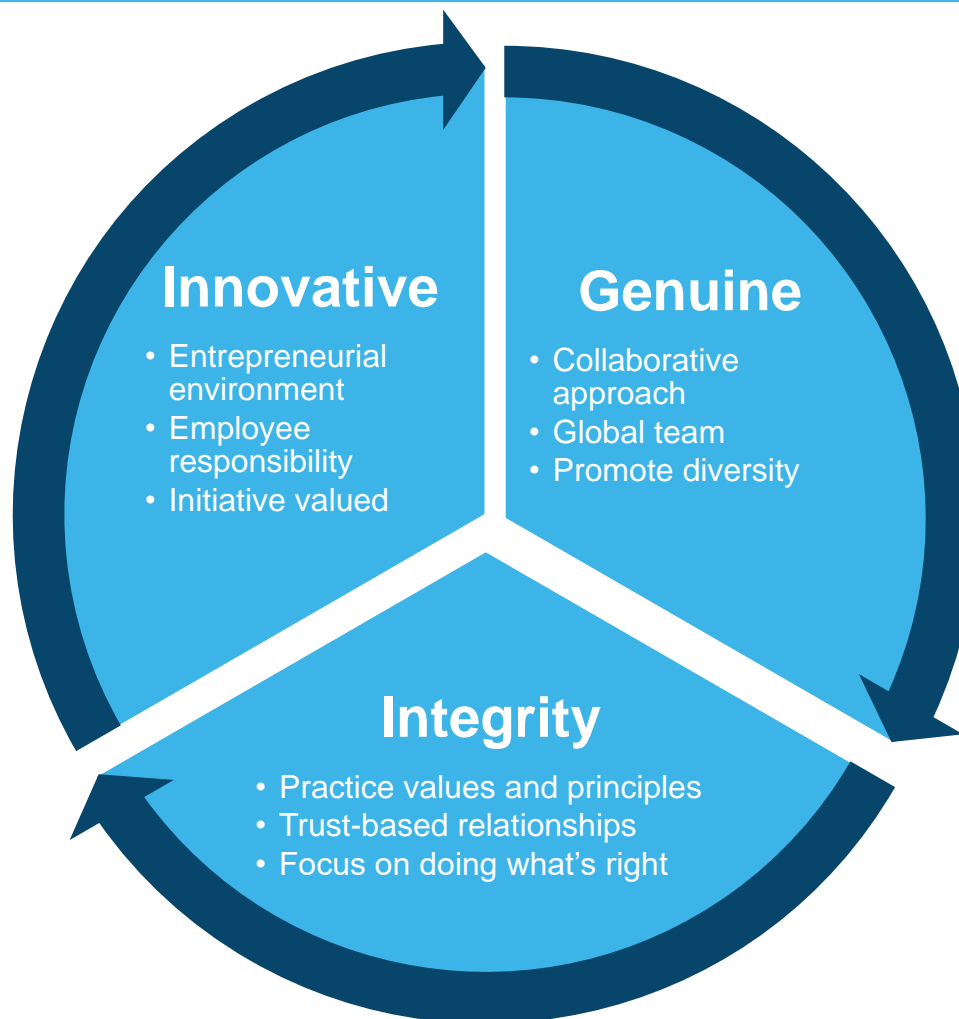 Innovative
• Entrepreneurial
environment
• Employee
responsibility
• Initiative valued
Genuine
• Collaborative
approach
• Global team
• Promote diversity
Integrity
• Practice values and principles
• Trust-based relationships
• Focus on doing what's right